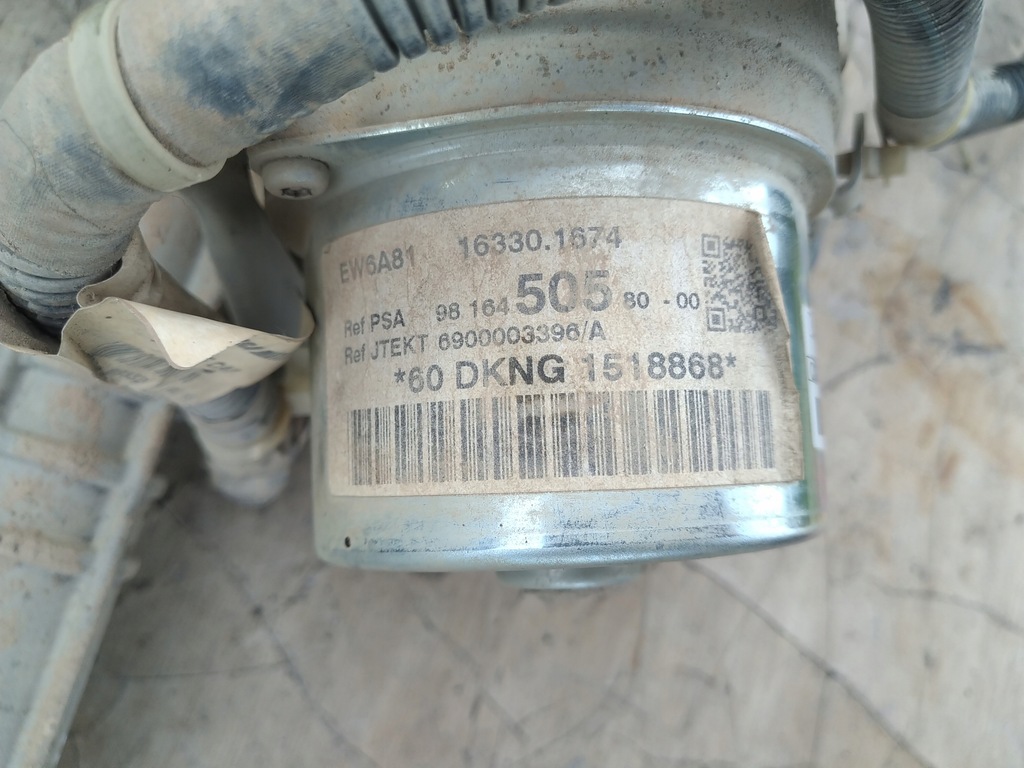 EW6A81 16330.1674
Ref PSA 98 164 505 80 - 00
Ref JTEKT 6900003396/A
*60 DKNG 1518868*